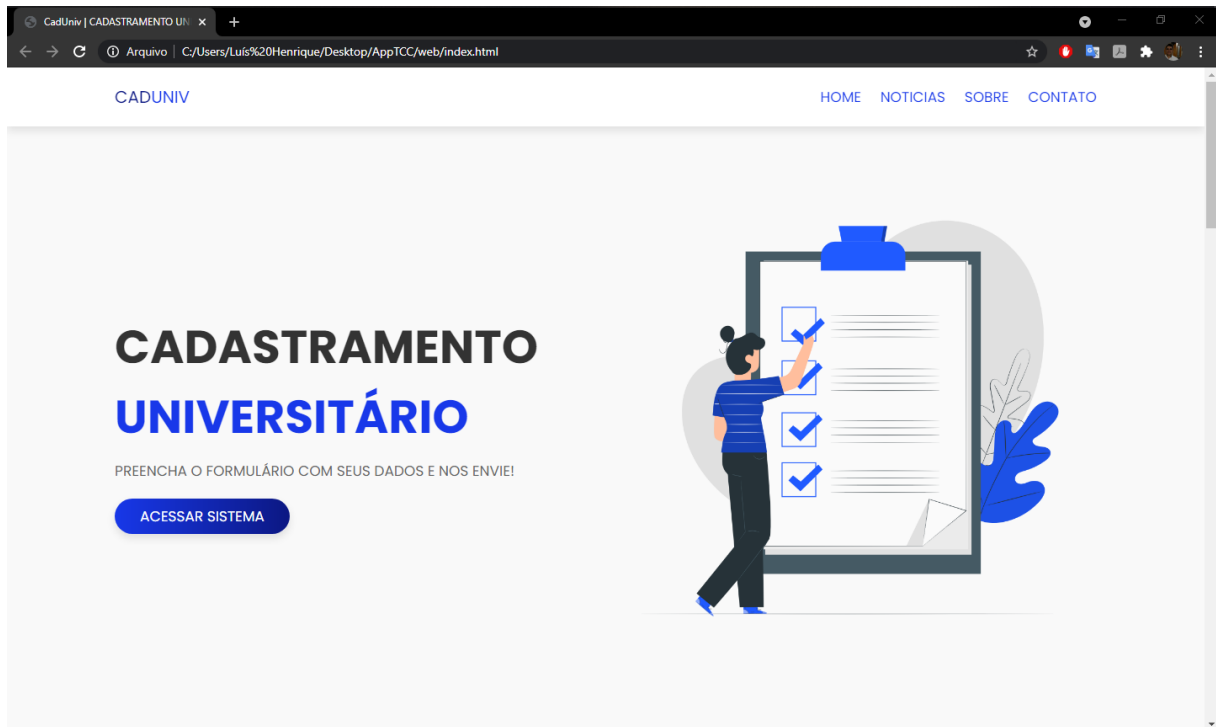 CadUniv | CADASTRAMENTO UN
Arquivo | C:/Users/Luís%20Henrique/Desktop/AppTCC/web/index.html
CADUNIV
HOME NOTICIAS SOBRE CONTATO
CADASTRAMENTO
UNIVERSITÁRIO
PREENCHA O FORMULÁRIO COM SEUS DADOS E NOS ENVIE!
ACESSAR SISTEMA